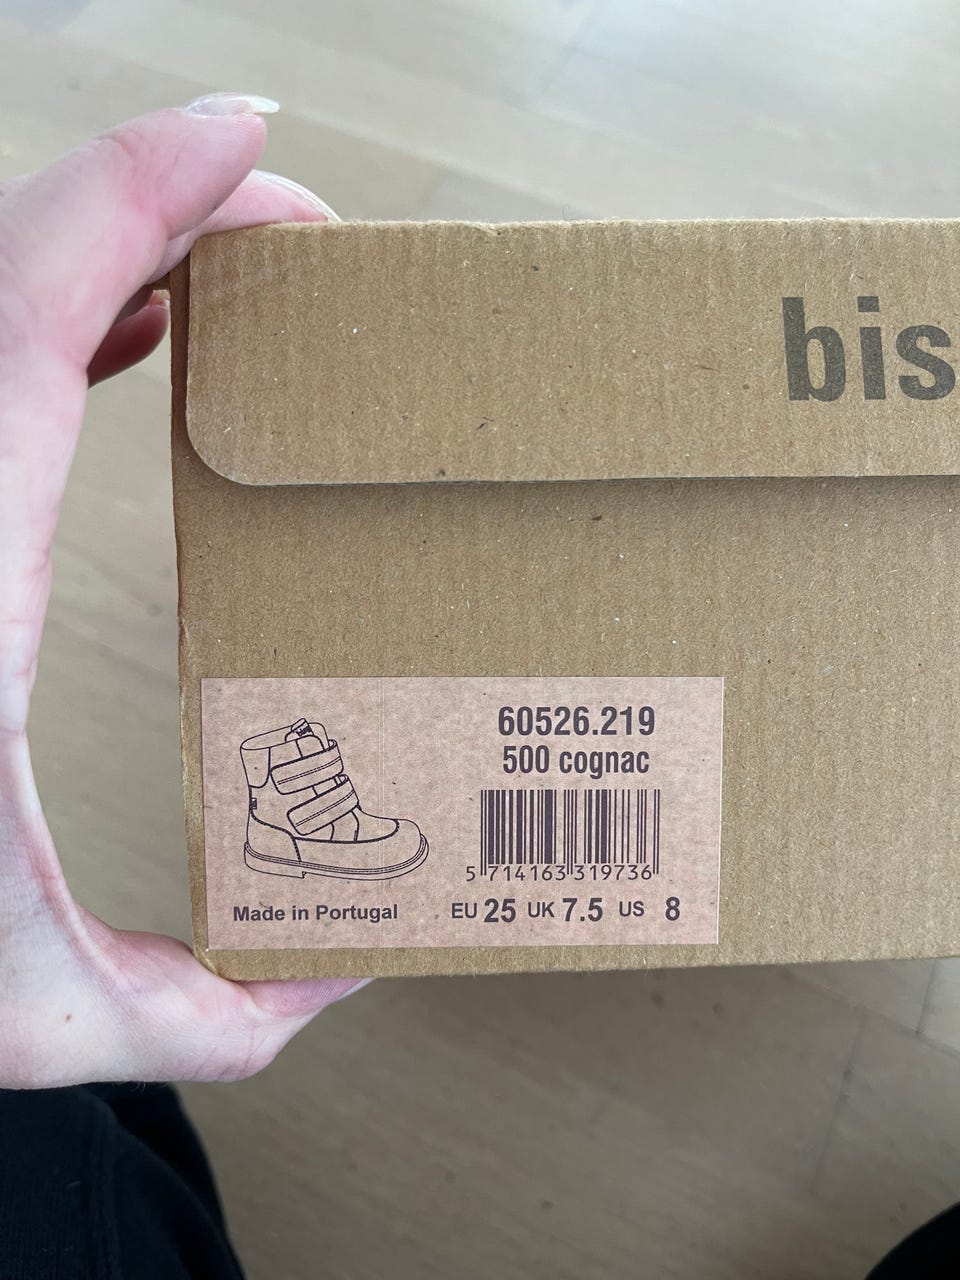 bis
60526.219
500 cognac
5 714163 319736
Made in Portugal
EU 25 UK 7.5 US 8